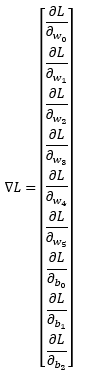 ∇L = [ ∂L/∂w₀
∂L/∂w₁
∂L/∂w₂
∂L/∂w₃
∂L/∂w₄
∂L/∂w₅
∂L/∂b₀
∂L/∂b₁
∂L/∂b₂ ]